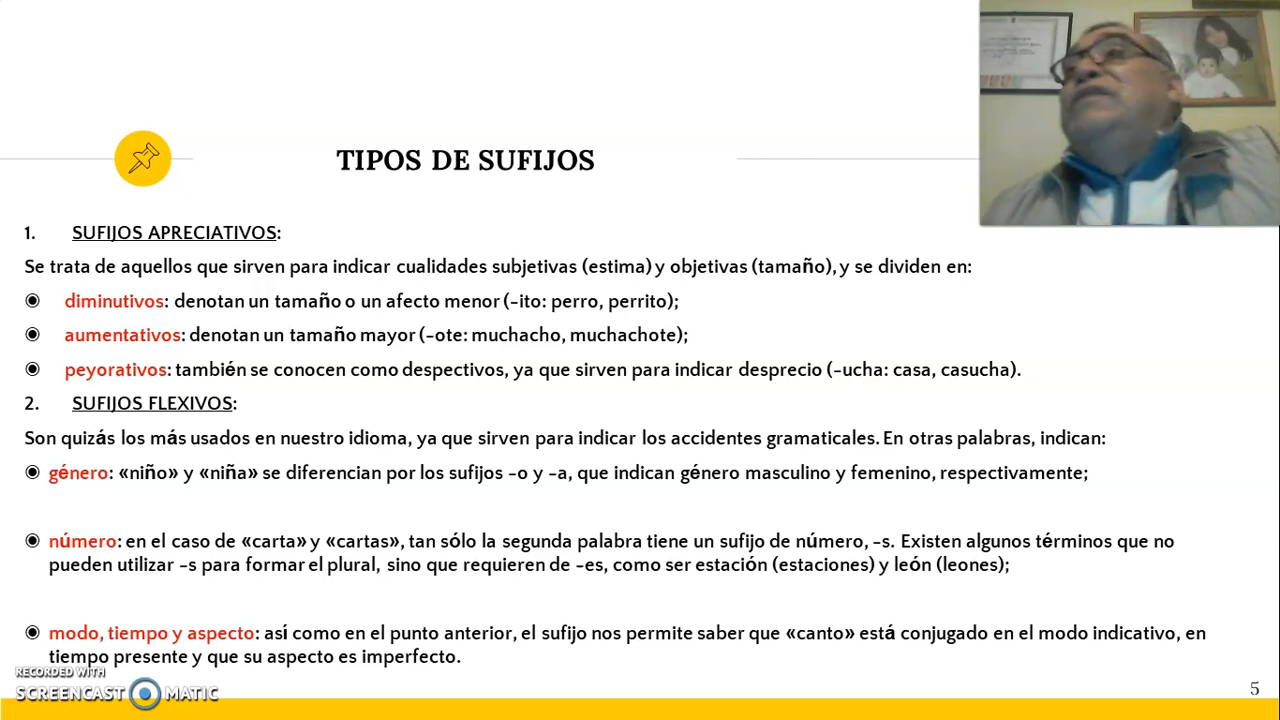 TIPOS DE SUFIJOS
1. SUFIJOS APRECIATIVOS:
Se trata de aquellos que sirven para indicar cualidades subjetivas (estima) y objetivas (tamaño), y se dividen en:
diminutivos: denotan un tamaño o un afecto menor (-ito: perro, perrito);
aumentativos: denotan un tamaño mayor (-ote: muchacho, muchachote);
peyorativos: también se conocen como despectivos, ya que sirven para indicar desprecio (-ucha: casa, casucha).
2. SUFIJOS FLEXIVOS:
Son quizás los más usados en nuestro idioma, ya que sirven para indicar los accidentes gramaticales. En otras palabras, indican:
género: «niño» y «niña» se diferencian por los sufijos -o y -a, que indican género masculino y femenino, respectivamente;
número: en el caso de «carta» y «cartas», tan sólo la segunda palabra tiene un sufijo de número, -s. Existen algunos términos que no
pueden utilizar -s para formar el plural, sino que requieren de -es, como ser estación (estaciones) y león (leones);
modo, tiempo y aspecto: así como en el punto anterior, el sufijo nos permite saber que «canto» está conjugado en el modo indicativo, en
tiempo presente y que su aspecto es imperfecto.
RECORDED WITH
SCREENCAST MATIC
5